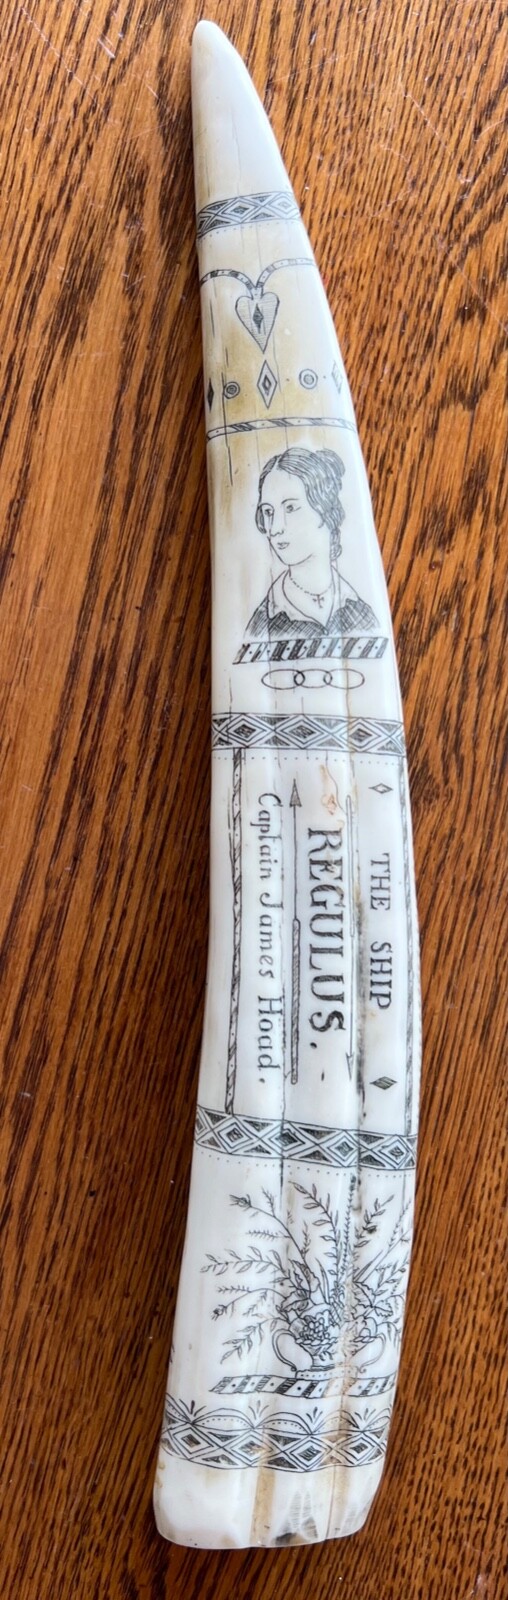 THE SHIP
REGULUS.
Captain James Hoad.